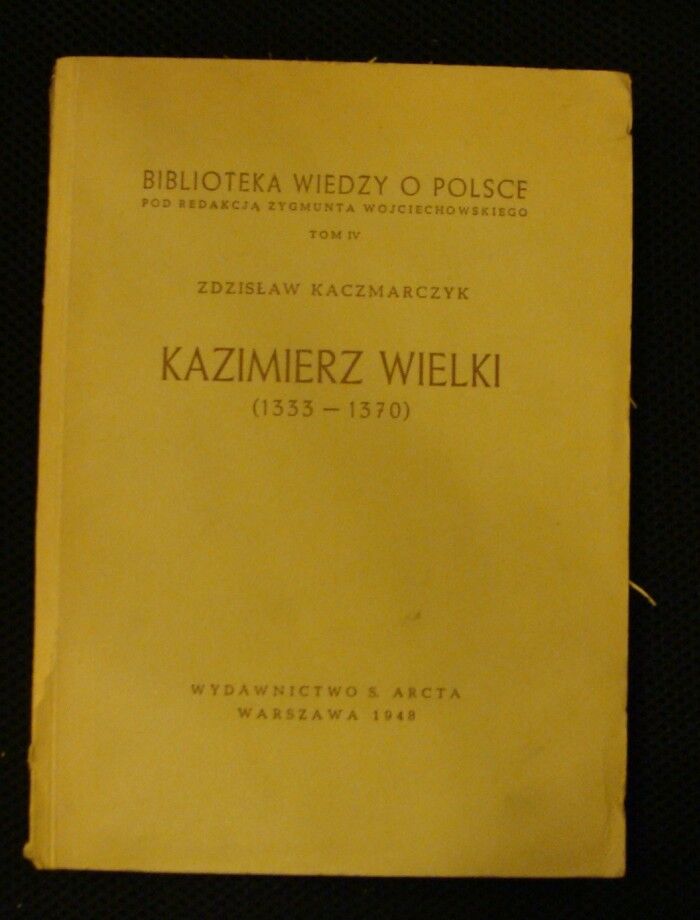 BIBLIOTEKA WIEDZY O POLSCE
POD REDAKCJĄ ZYGMUNTA WOJCIECHOWSKIEGO
TOM IV
ZDZISŁAW KACZMARCZYK
KAZIMIERZ WIELKI
(1333 — 1370)
WYDAWNICTWO S. ARCTA
WARSZAWA 1948